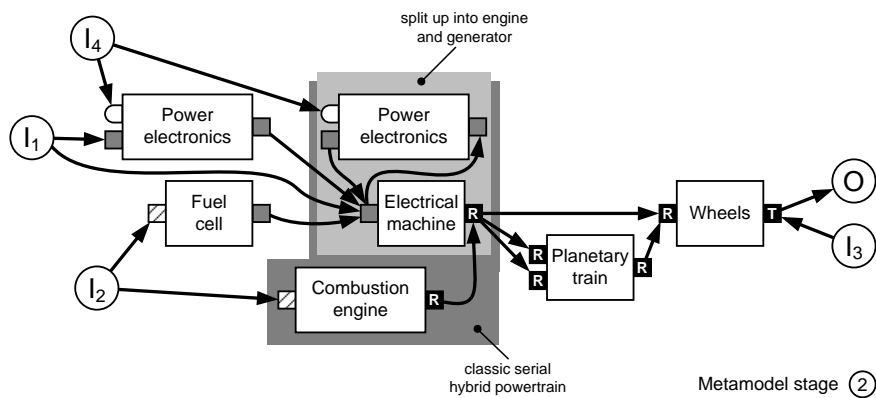 split up into engine
and generator
I4
Power
electronics
Power
electronics
I1
Fuel
cell
Electrical
machine
R
R
Wheels
T
O
I3
R
R
Planetary
train
R
I2
Combustion
engine
R
classic serial
hybrid powertrain
Metamodel stage 2